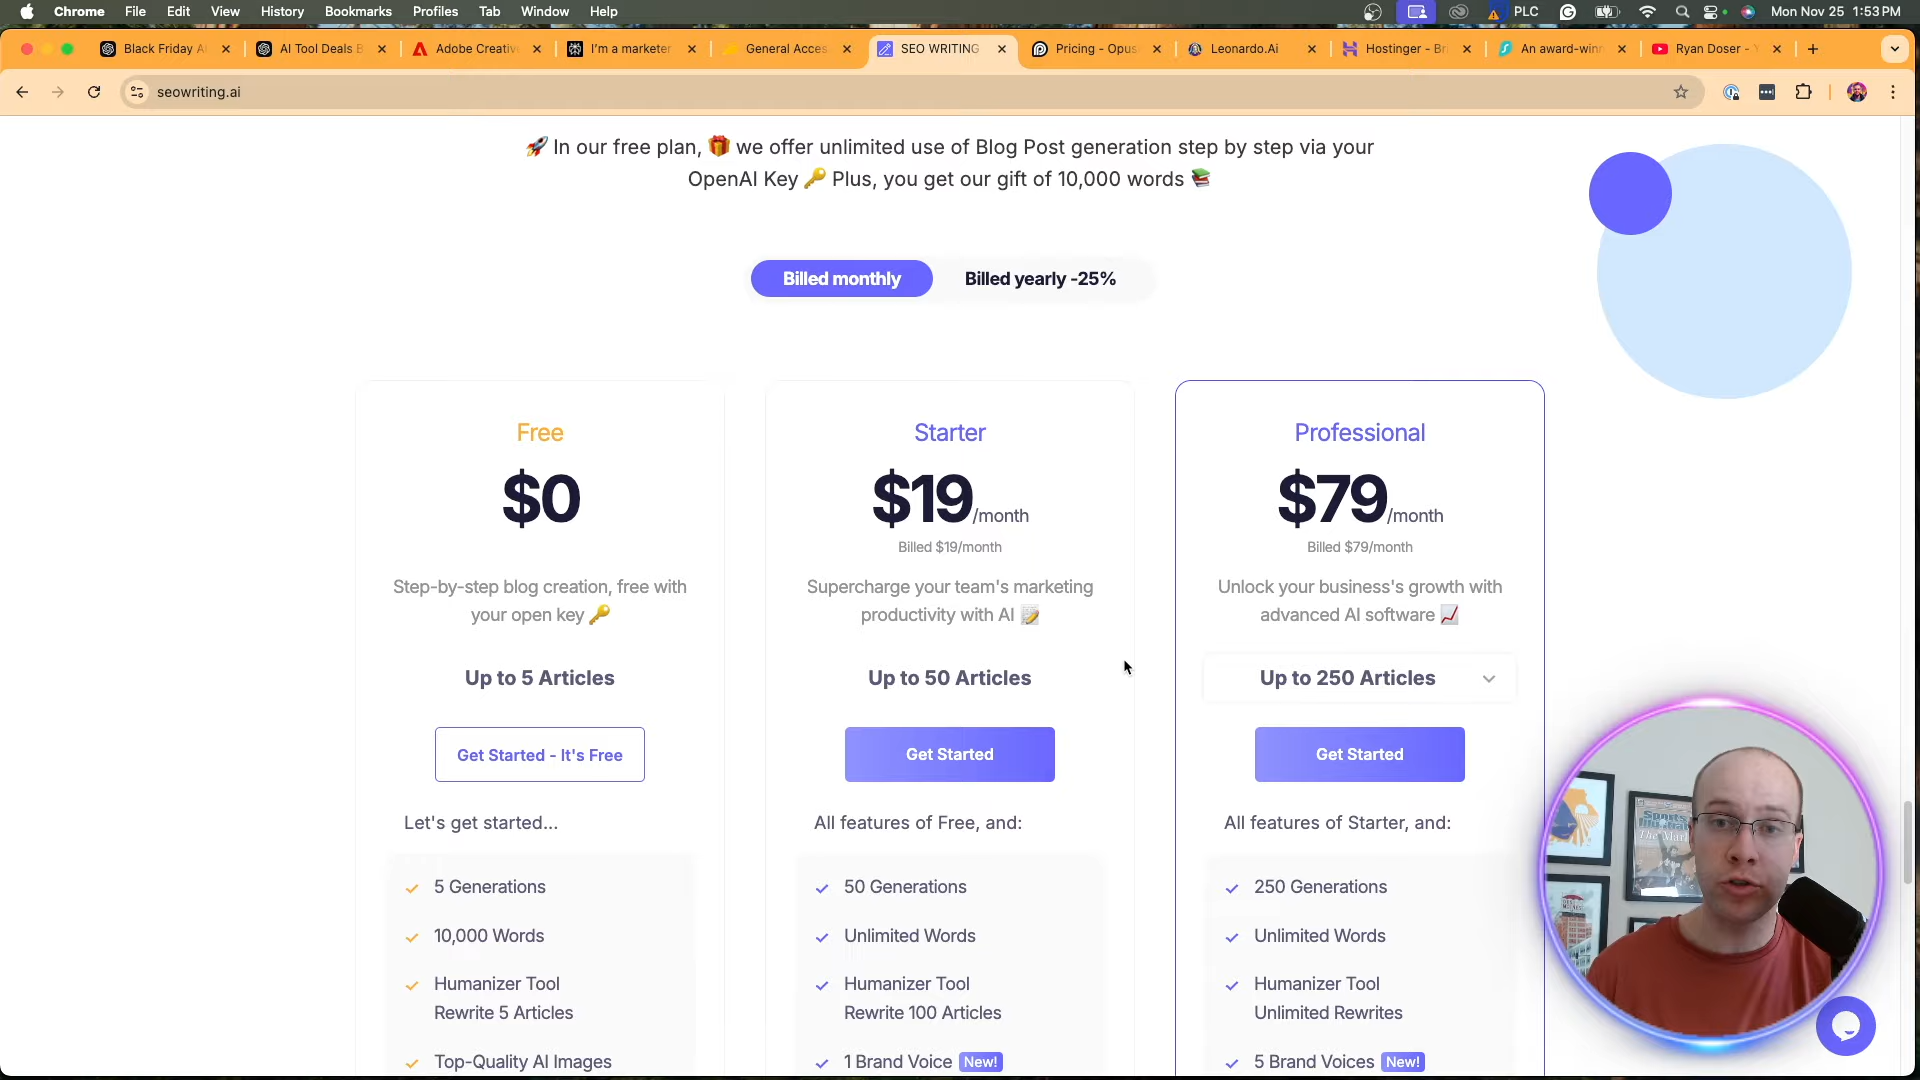 Chrome File Edit View History Bookmarks Profiles Tab Window Help PLC Mon Nov 25 1:53 PM
Black Friday A AI Tool Deals B Adobe Creative I'm a marketer General Acces SEO WRITING Pricing - Opus Leonardo.Ai Hostinger - Bri An award-winn Ryan Doser - Y
seowriting.ai
🚀 In our free plan, 🎁 we offer unlimited use of Blog Post generation step by step via your
OpenAI Key 🔑 Plus, you get our gift of 10,000 words 📚
Billed monthly Billed yearly -25%
Free
$0
Step-by-step blog creation, free with
your open key 🔑
Up to 5 Articles
Get Started - It's Free
Let's get started...
5 Generations
10,000 Words
Humanizer Tool
Rewrite 5 Articles
Top-Quality AI Images
Starter
$19/month
Billed $19/month
Supercharge your team's marketing
productivity with AI 📝
Up to 50 Articles
Get Started
All features of Free, and:
50 Generations
Unlimited Words
Humanizer Tool
Rewrite 100 Articles
1 Brand Voice New!
Professional
$79/month
Billed $79/month
Unlock your business's growth with
advanced AI software 📈
Up to 250 Articles
Get Started
All features of Starter, and:
250 Generations
Unlimited Words
Humanizer Tool
Unlimited Rewrites
5 Brand Voices New!
Sports